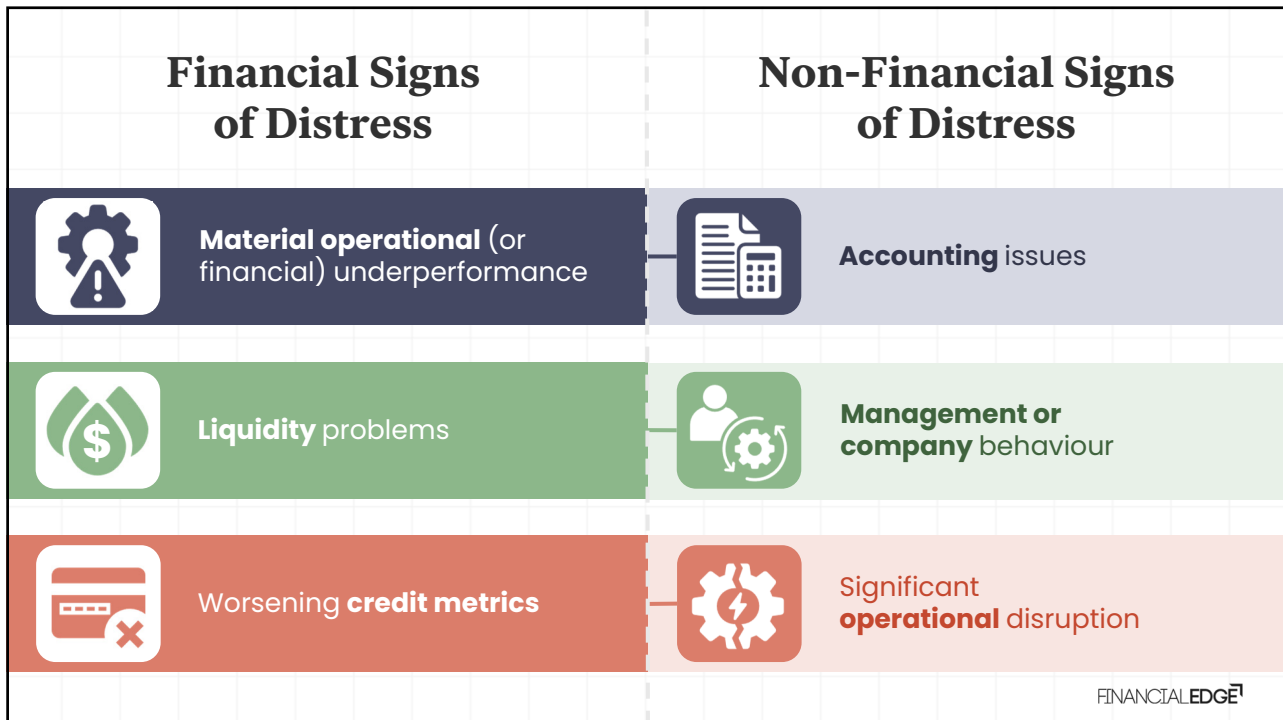 Financial Signs
of Distress
Non-Financial Signs
of Distress
Material operational (or
financial) underperformance
Accounting issues
$
Liquidity problems
Management or
company behaviour
Worsening credit metrics
Significant
operational disruption
FINANCIALEDGE